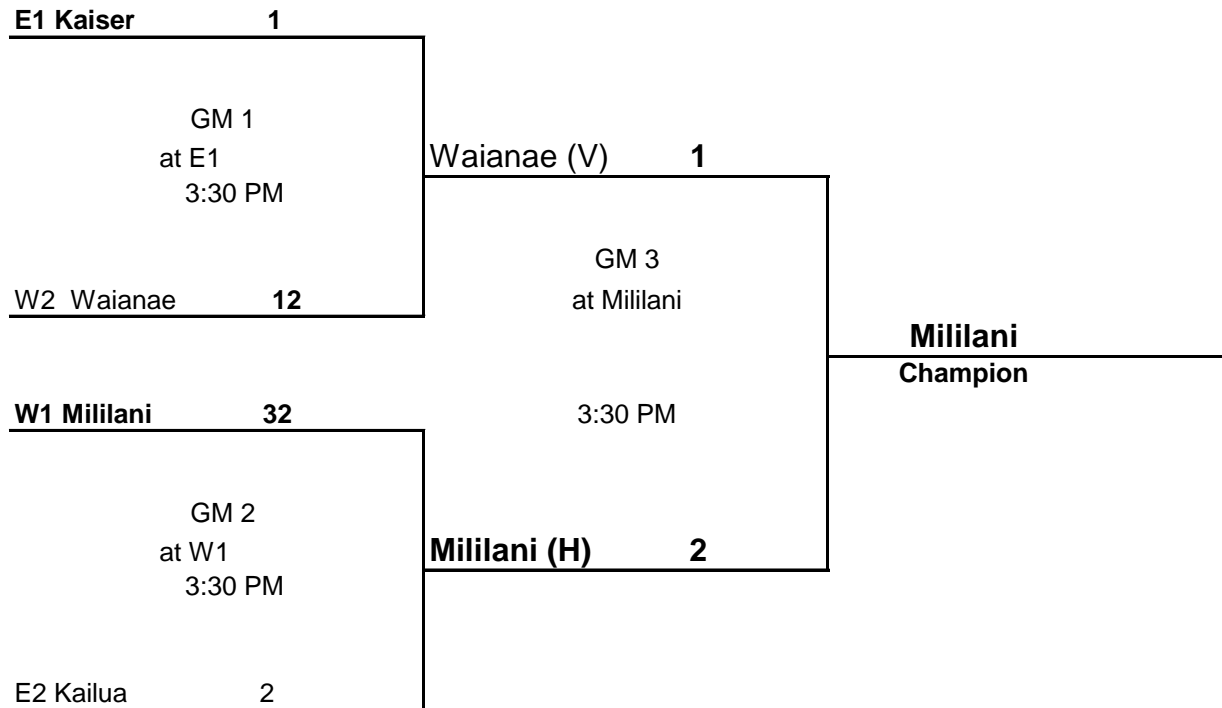 E1 Kaiser 1
GM 1
at E1
3:30 PM
Waianae (V) 1
GM 3
at Mililani
W2 Waianae 12
Mililani
Champion
W1 Mililani 32
3:30 PM
GM 2
at W1
3:30 PM
Mililani (H) 2
E2 Kailua 2